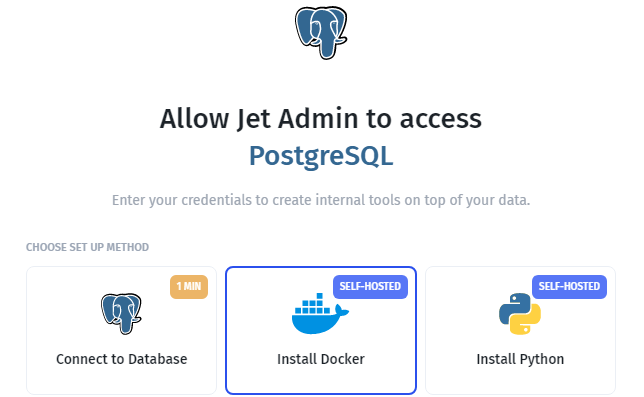 Allow Jet Admin to access
PostgreSQL
Enter your credentials to create internal tools on top of your data.
CHOOSE SET UP METHOD
1 MIN
SELF-HOSTED
SELF-HOSTED
Connect to Database
Install Docker
Install Python